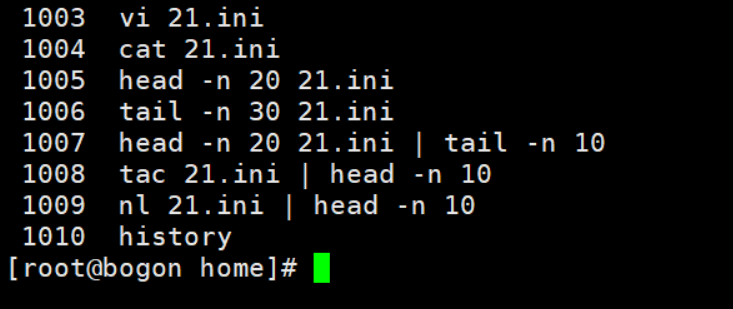 1003  vi 21.ini
1004  cat 21.ini
1005  head -n 20 21.ini
1006  tail -n 30 21.ini
1007  head -n 20 21.ini | tail -n 10
1008  tac 21.ini | head -n 10
1009  nl 21.ini | head -n 10
1010  history
[root@bogon home]#